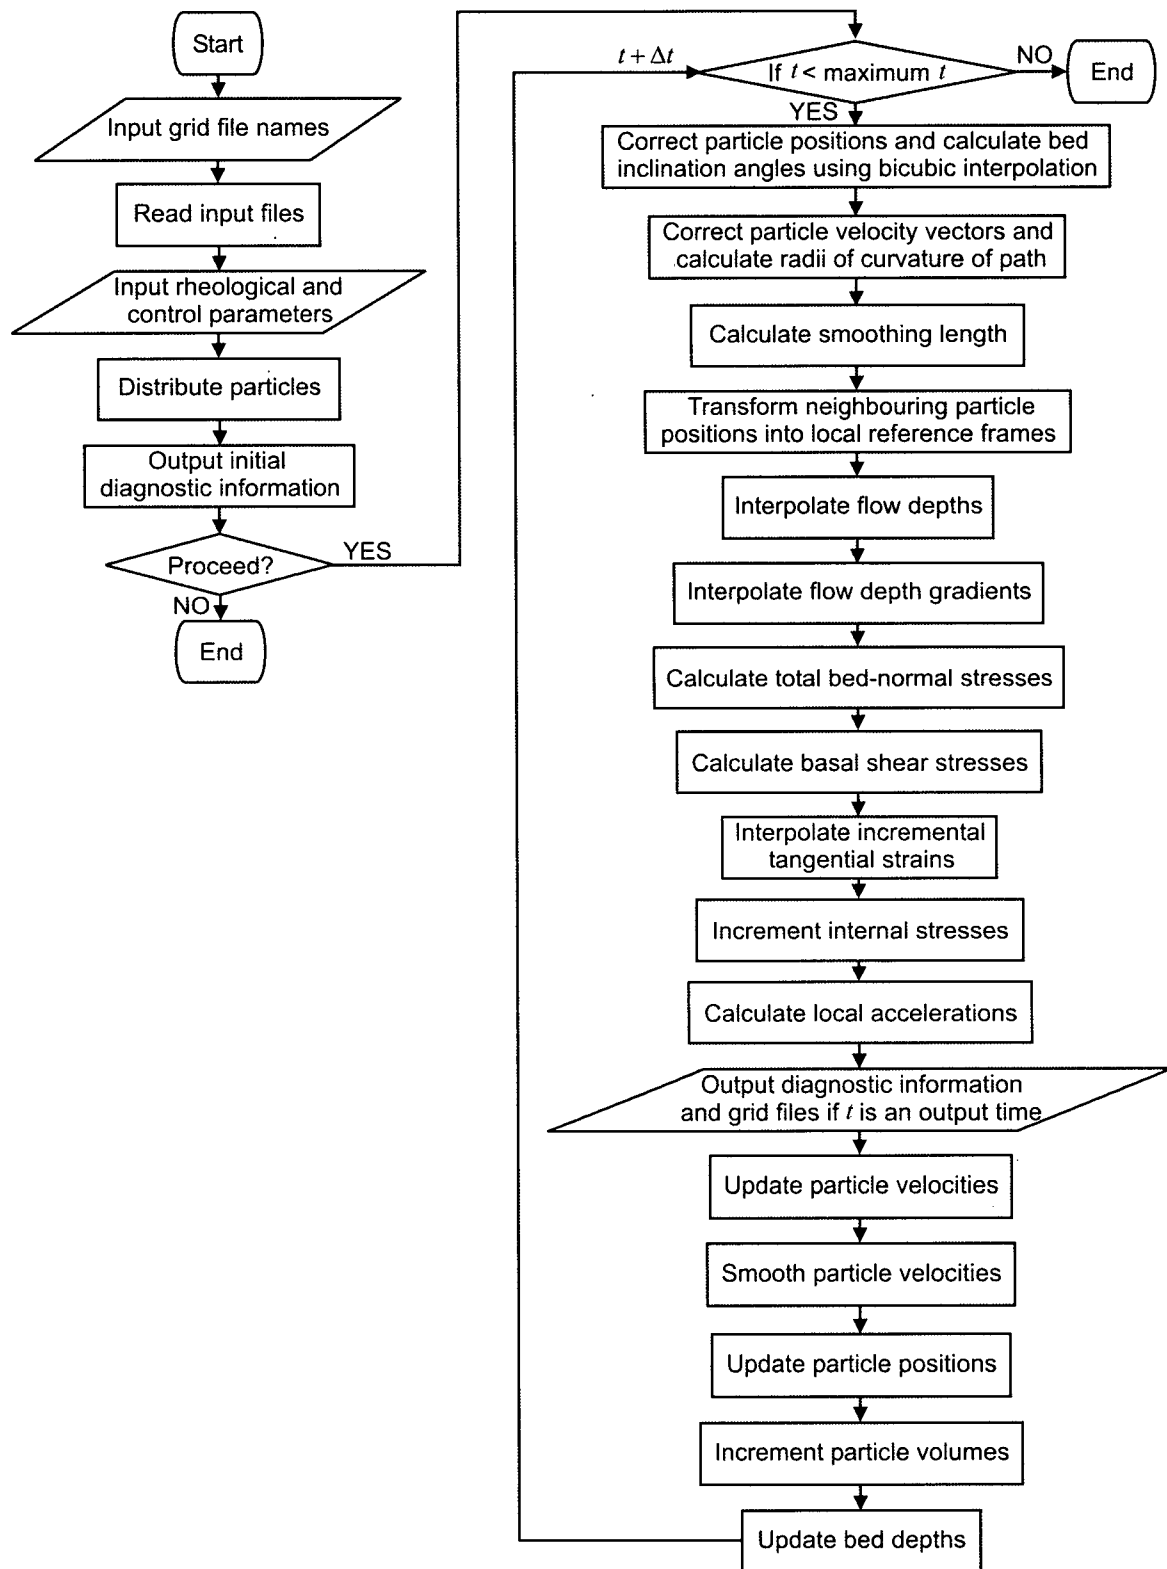 Start
Input grid file names
Read input files
Input rheological and
control parameters
Distribute particles
Output initial
diagnostic information
Proceed?
YES
NO
End
t + Δt
If t < maximum t
NO
End
YES
Correct particle positions and calculate bed
inclination angles using bicubic interpolation
Correct particle velocity vectors and
calculate radii of curvature of path
Calculate smoothing length
Transform neighbouring particle
positions into local reference frames
Interpolate flow depths
Interpolate flow depth gradients
Calculate total bed-normal stresses
Calculate basal shear stresses
Interpolate incremental
tangential strains
Increment internal stresses
Calculate local accelerations
Output diagnostic information
and grid files if t is an output time
Update particle velocities
Smooth particle velocities
Update particle positions
Increment particle volumes
Update bed depths